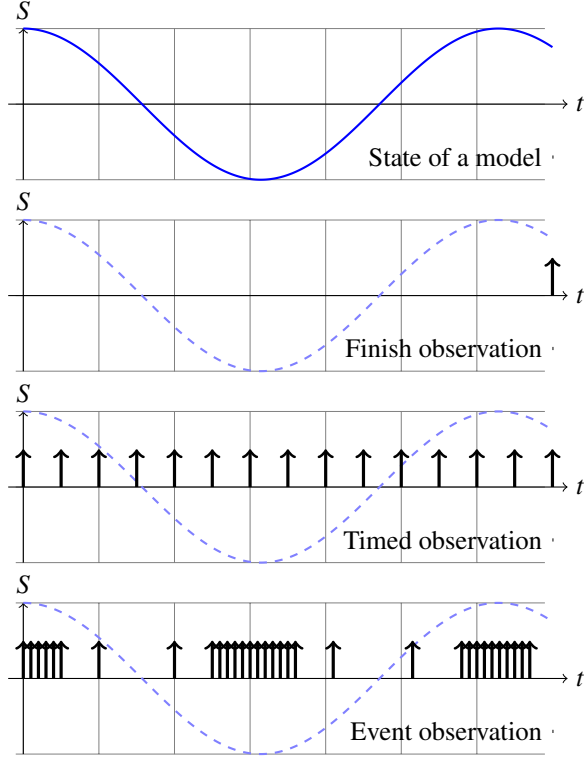 S
t
State of a model
S
t
Finish observation
S
t
Timed observation
S
t
Event observation